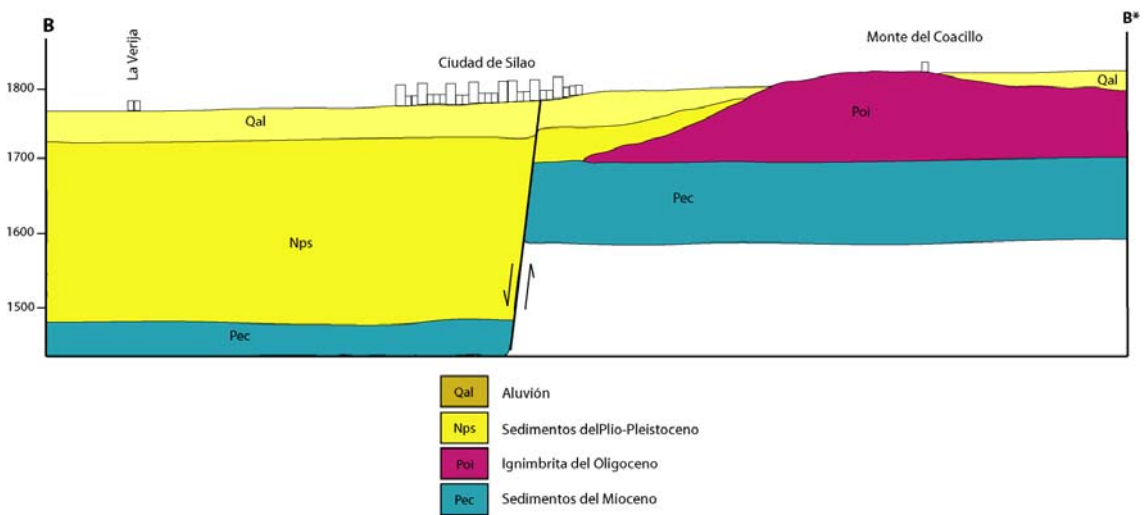 B
B*
La Verija
Ciudad de Silao
Monte del Coacillo
1800
1700
1600
1500
Qal
Qal
Poi
Pec
Nps
Pec
Qal Aluvión
Nps Sedimentos delPlio-Pleistoceno
Poi Ignimbrita del Oligoceno
Pec Sedimentos del Mioceno